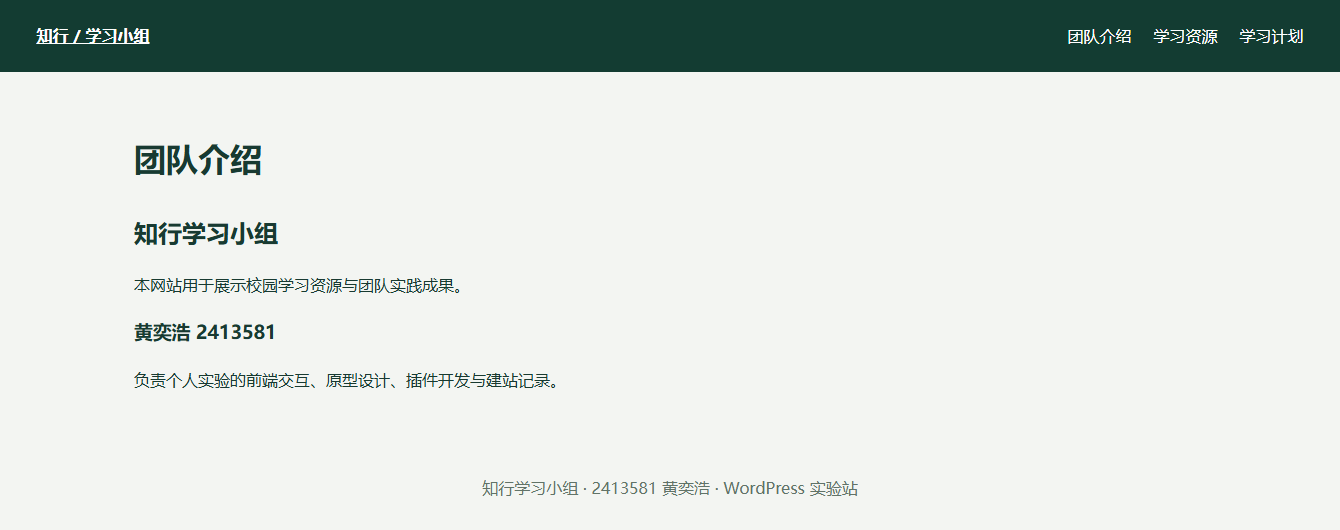 知行 / 学习小组
团队介绍 学习资源 学习计划
团队介绍
知行学习小组
本网站用于展示校园学习资源与团队实践成果。
黄奕浩 2413581
负责个人实验的前端交互、原型设计、插件开发与建站记录。
知行学习小组 · 2413581 黄奕浩 · WordPress 实验站